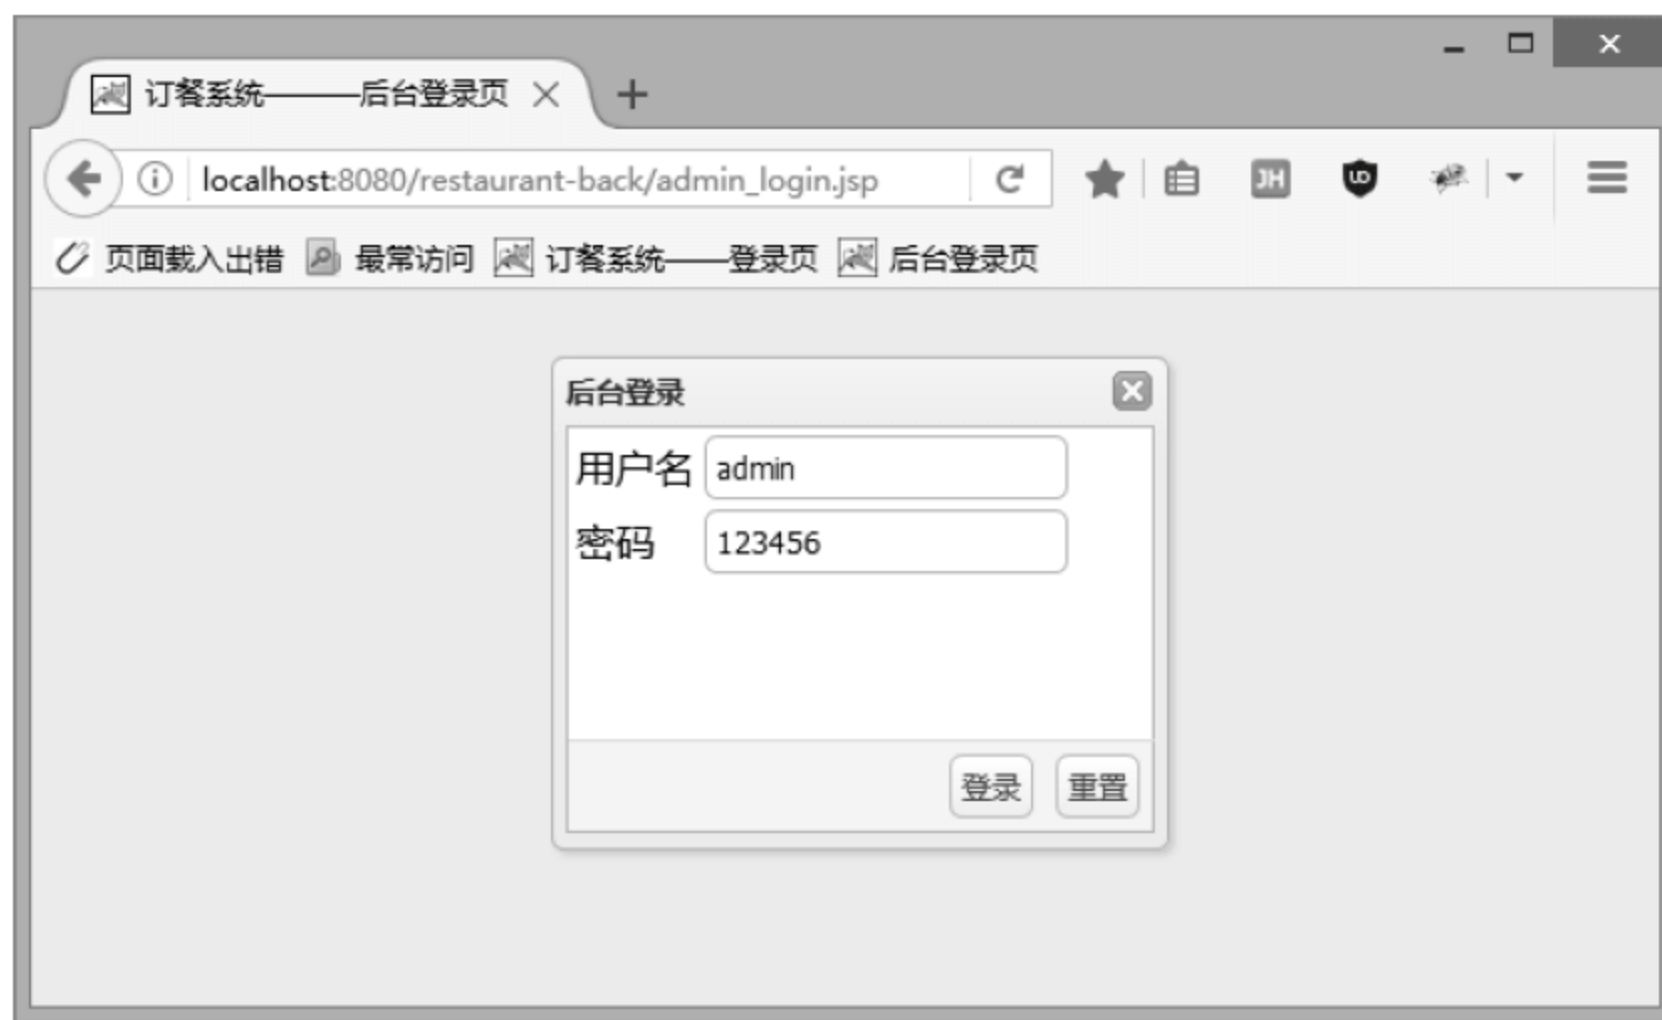 订餐系统———后台登录页
localhost:8080/restaurant-back/admin_login.jsp
JH
UD
页面载入出错 最常访问 订餐系统——登录页 后台登录页
后台登录
用户名 admin
密码 123456
登录 重置